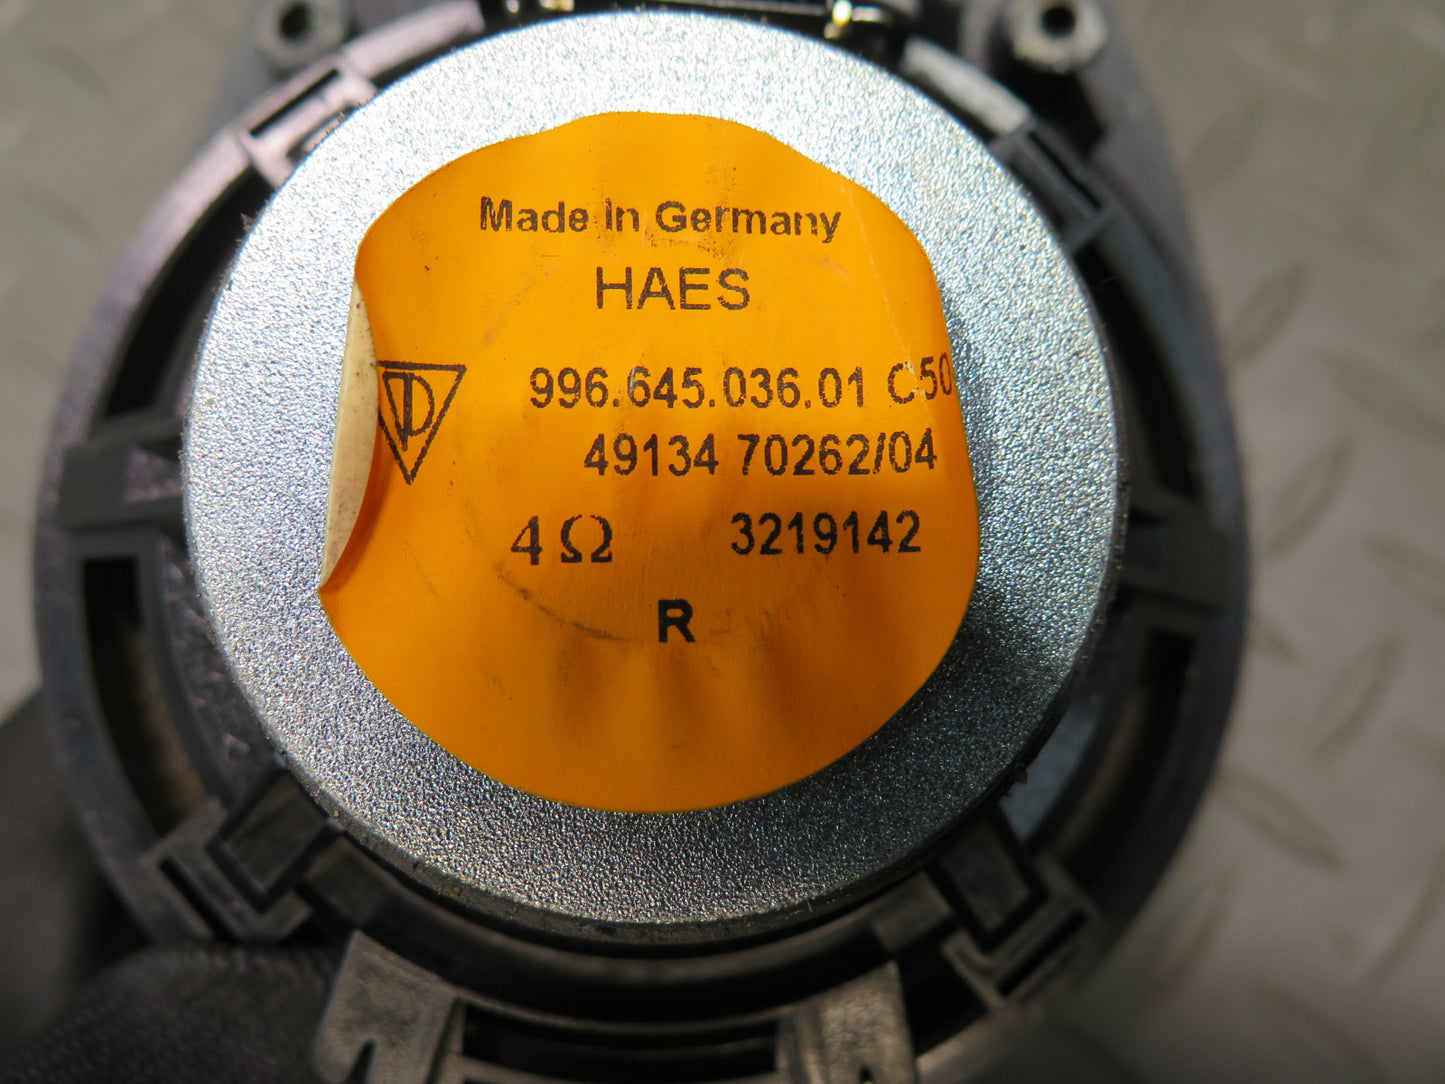 Made In Germany
HAES
996.645.036.01 C50
49134 70262/04
4 Ω 3219142
R